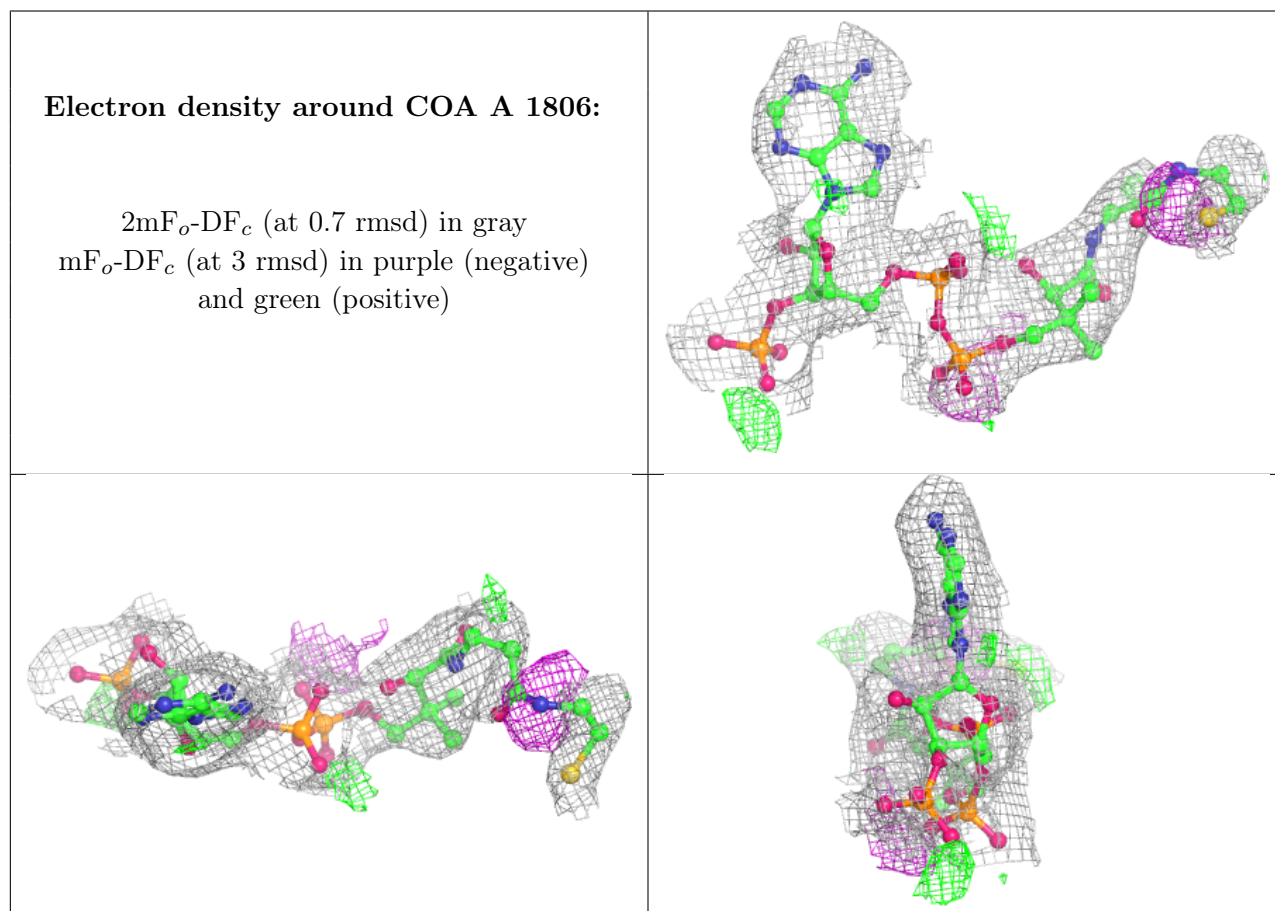 Electron density around COA A 1806:
2mFo-DFc (at 0.7 rmsd) in gray
mFo-DFc (at 3 rmsd) in purple (negative)
and green (positive)